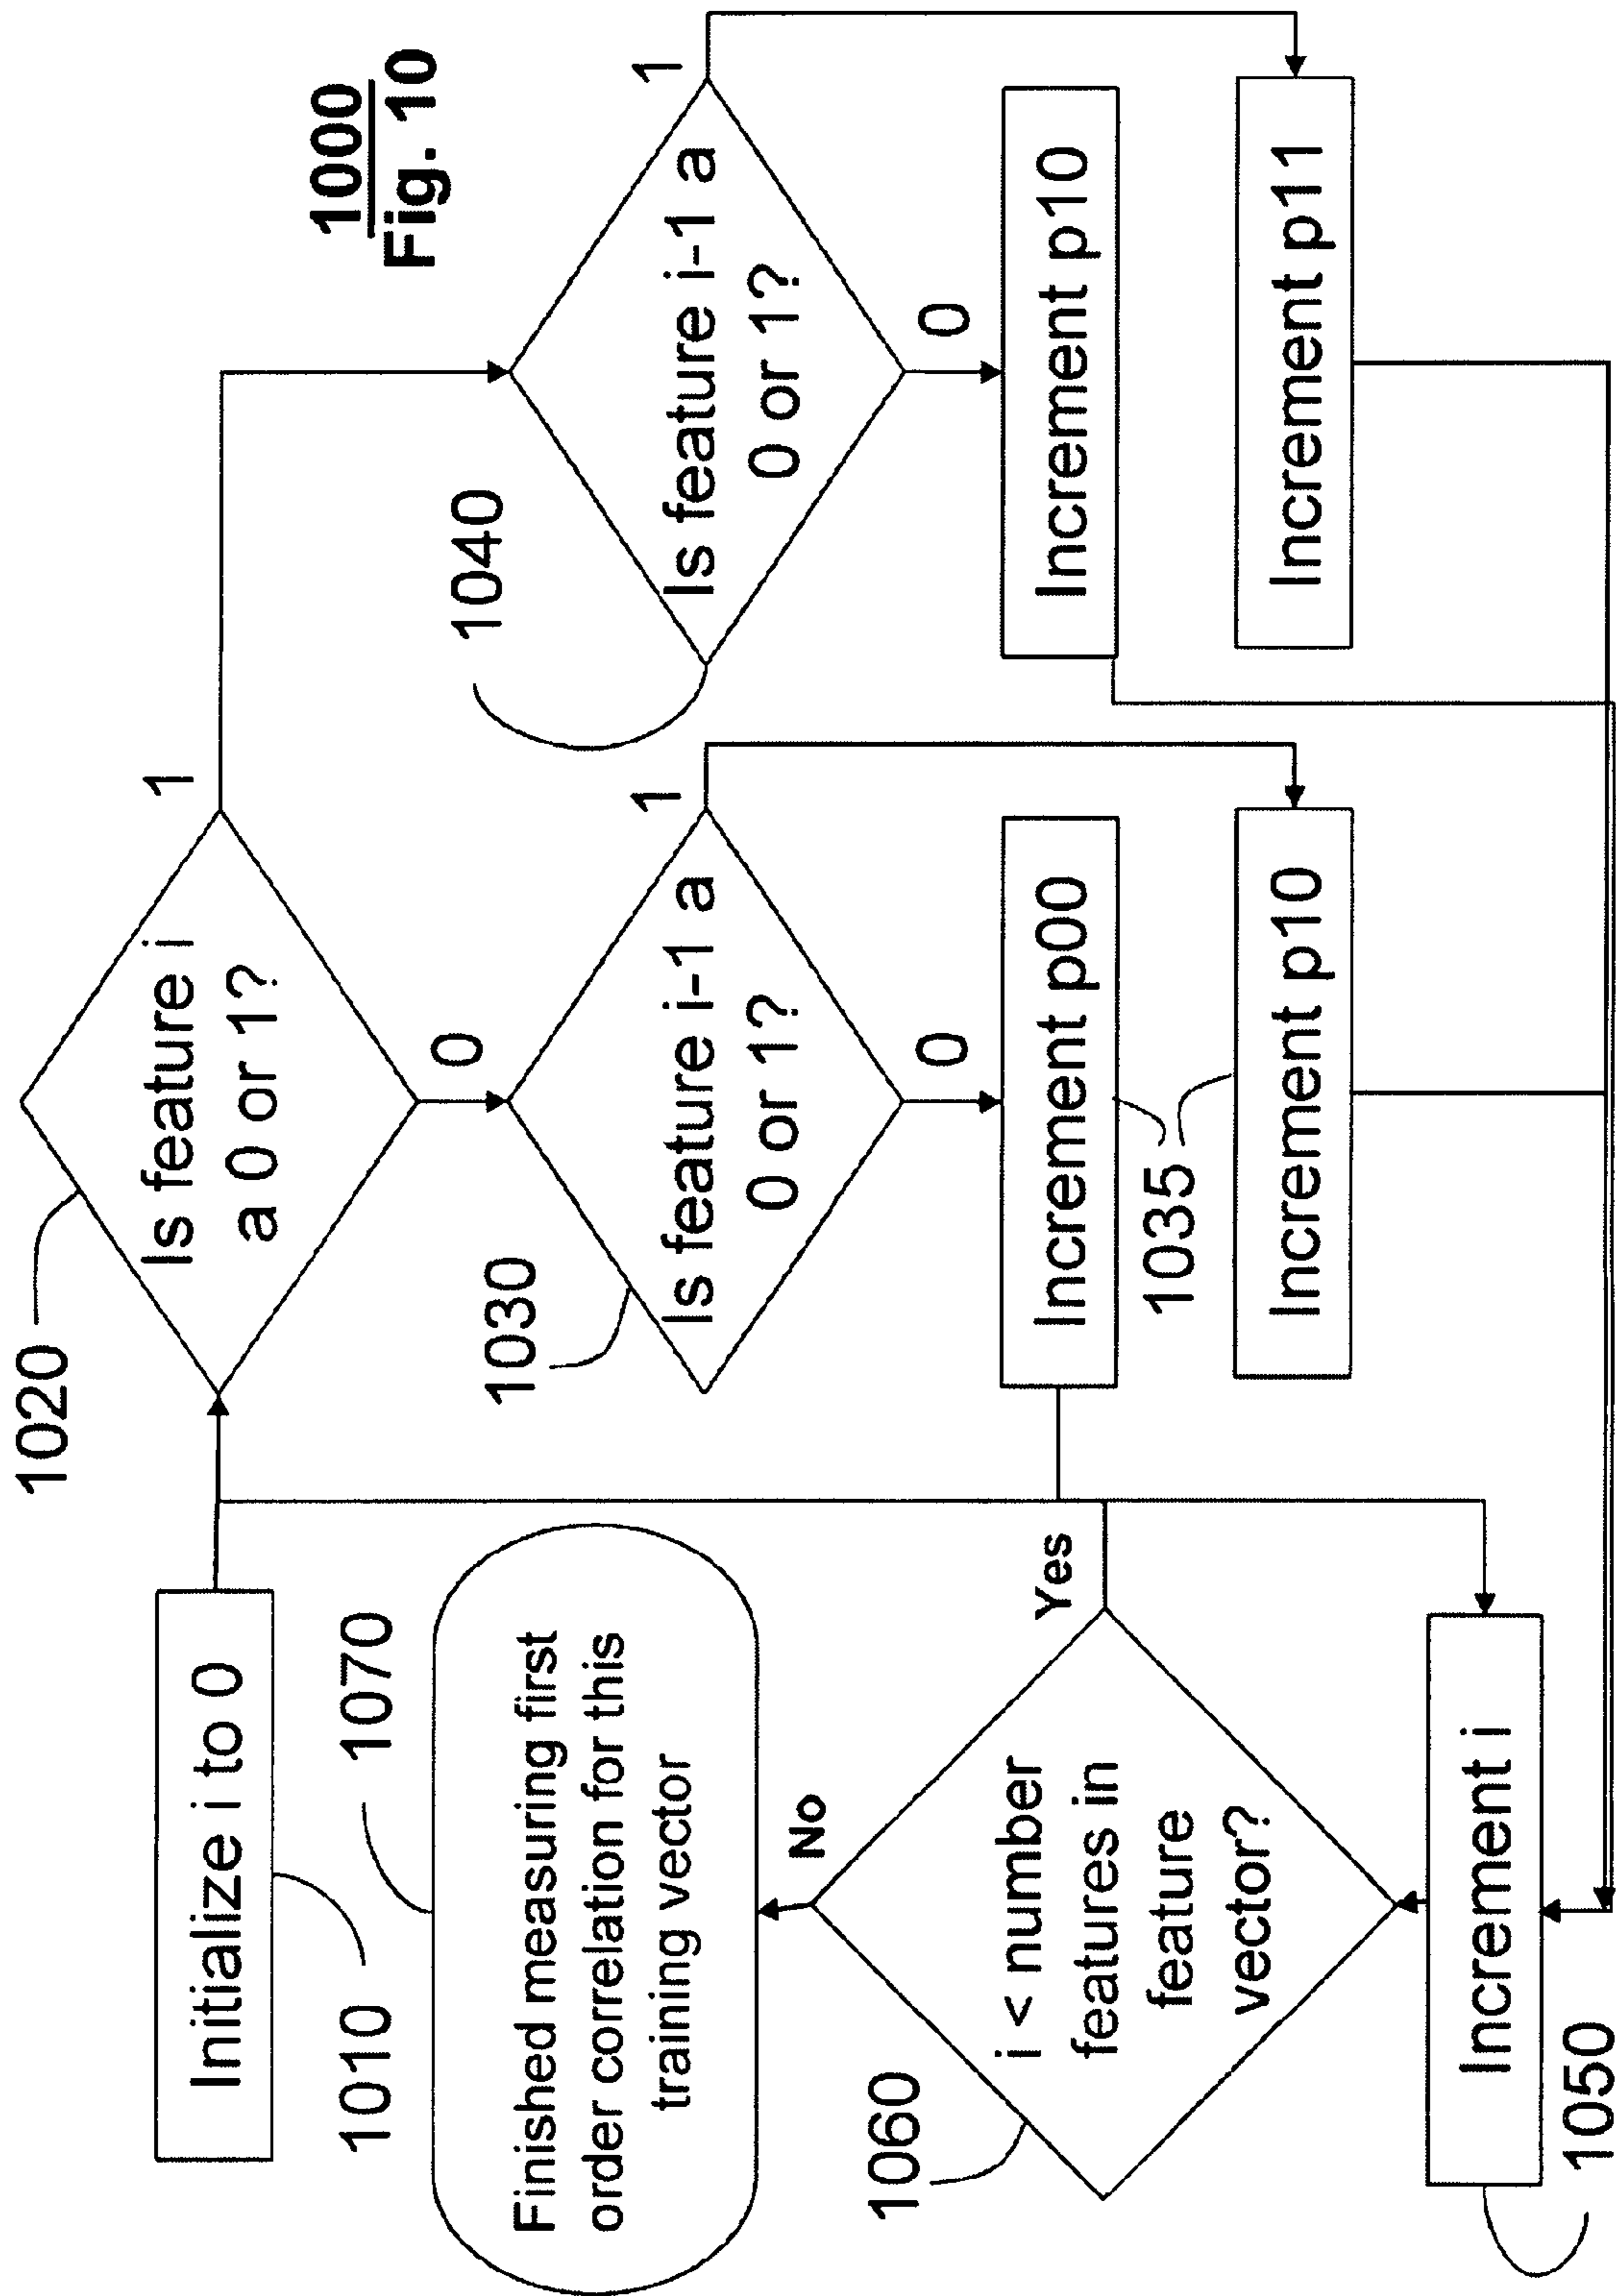 1000
Fig. 10
Initialize i to 0
1010
1020
Is feature i
a 0 or 1?
1
0
1070
Finished measuring first
order correlation for this
training vector
1030
Is feature i-1 a
0 or 1?
1
0
1040
Is feature i-1 a
0 or 1?
1
0
No
Yes
1060
i < number
features in
feature
vector?
Increment p00
1035
Increment p10
Increment p10
Increment p11
Increment i
1050